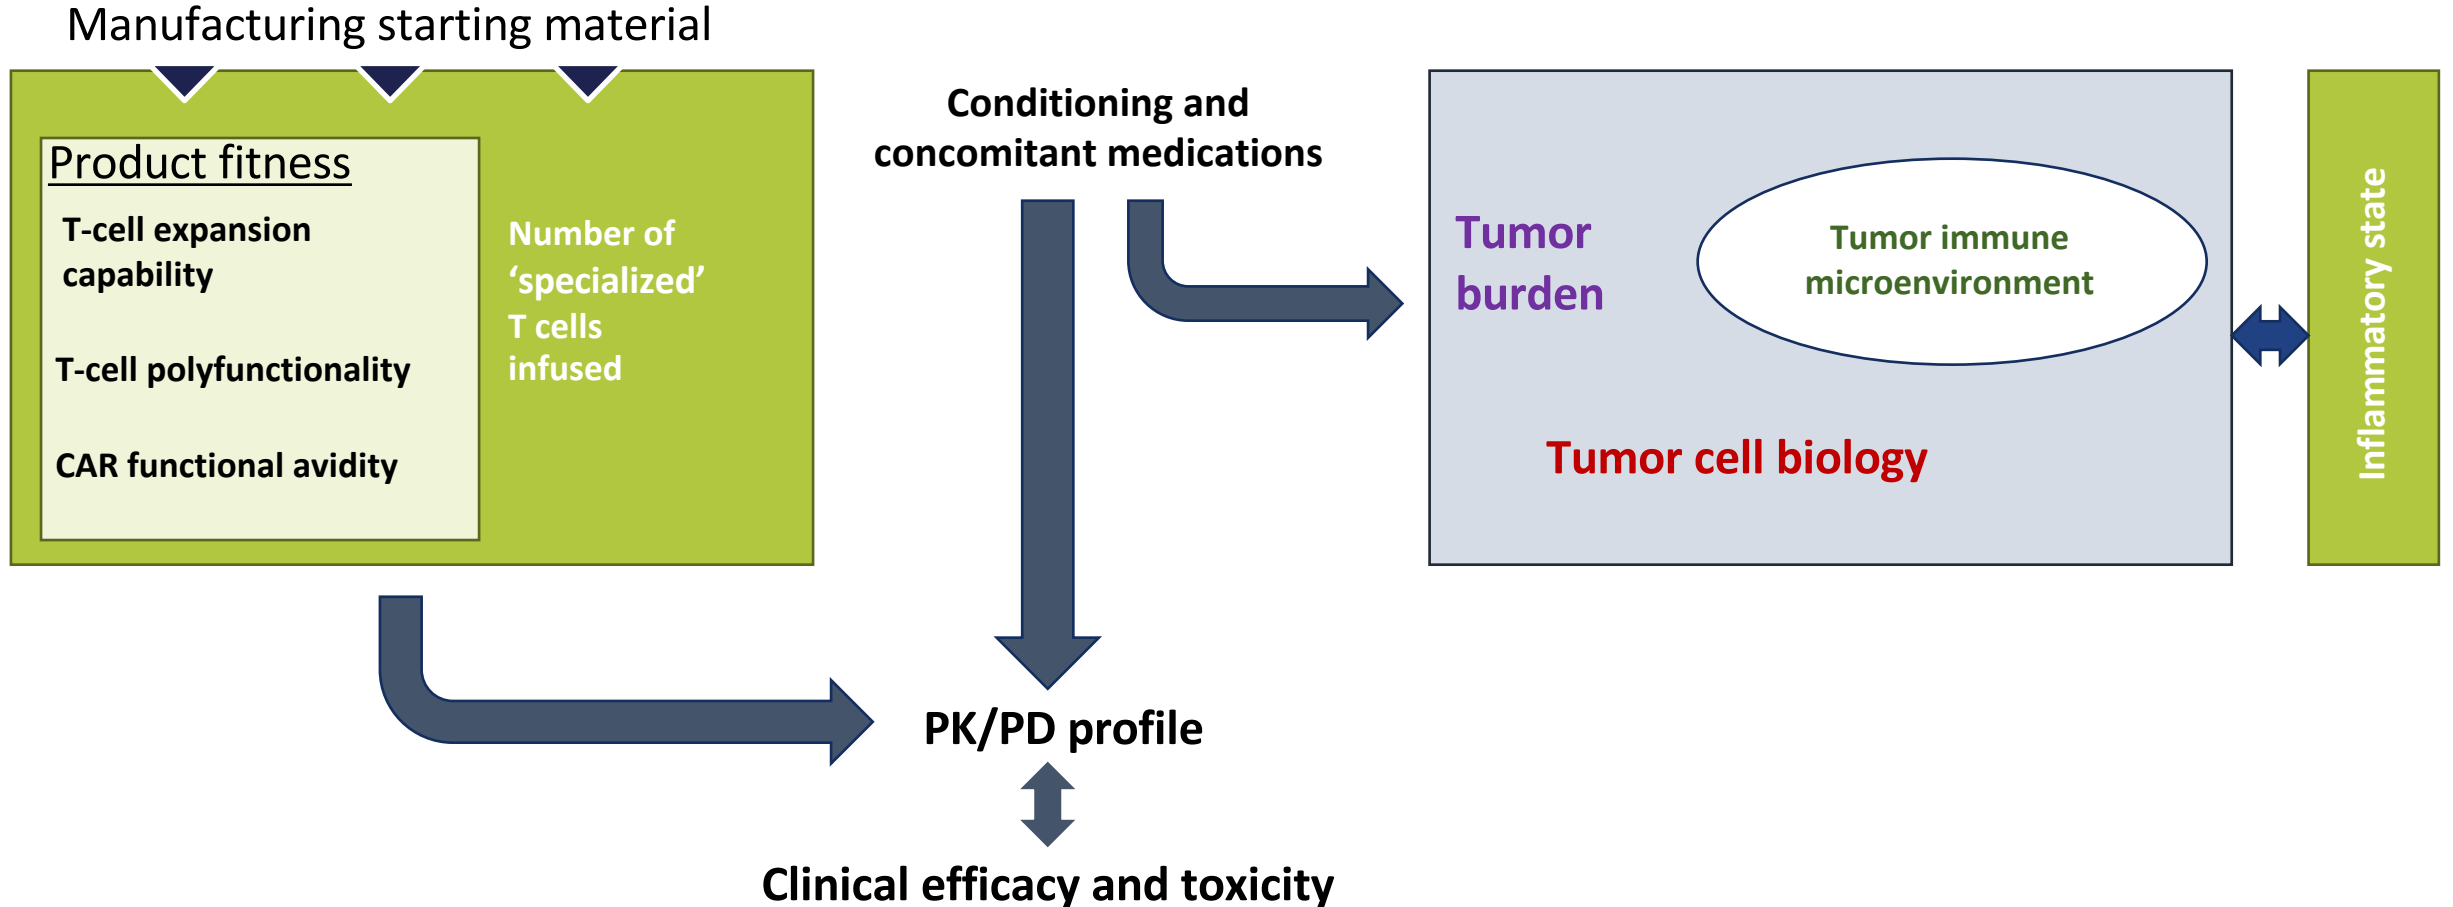 Manufacturing starting material
Product fitness
T-cell expansion
capability
T-cell polyfunctionality
CAR functional avidity
Number of
‘specialized’
T cells
infused
Conditioning and
concomitant medications
Tumor
burden
Tumor immune
microenvironment
Tumor cell biology
Inflammatory state
PK/PD profile
Clinical efficacy and toxicity